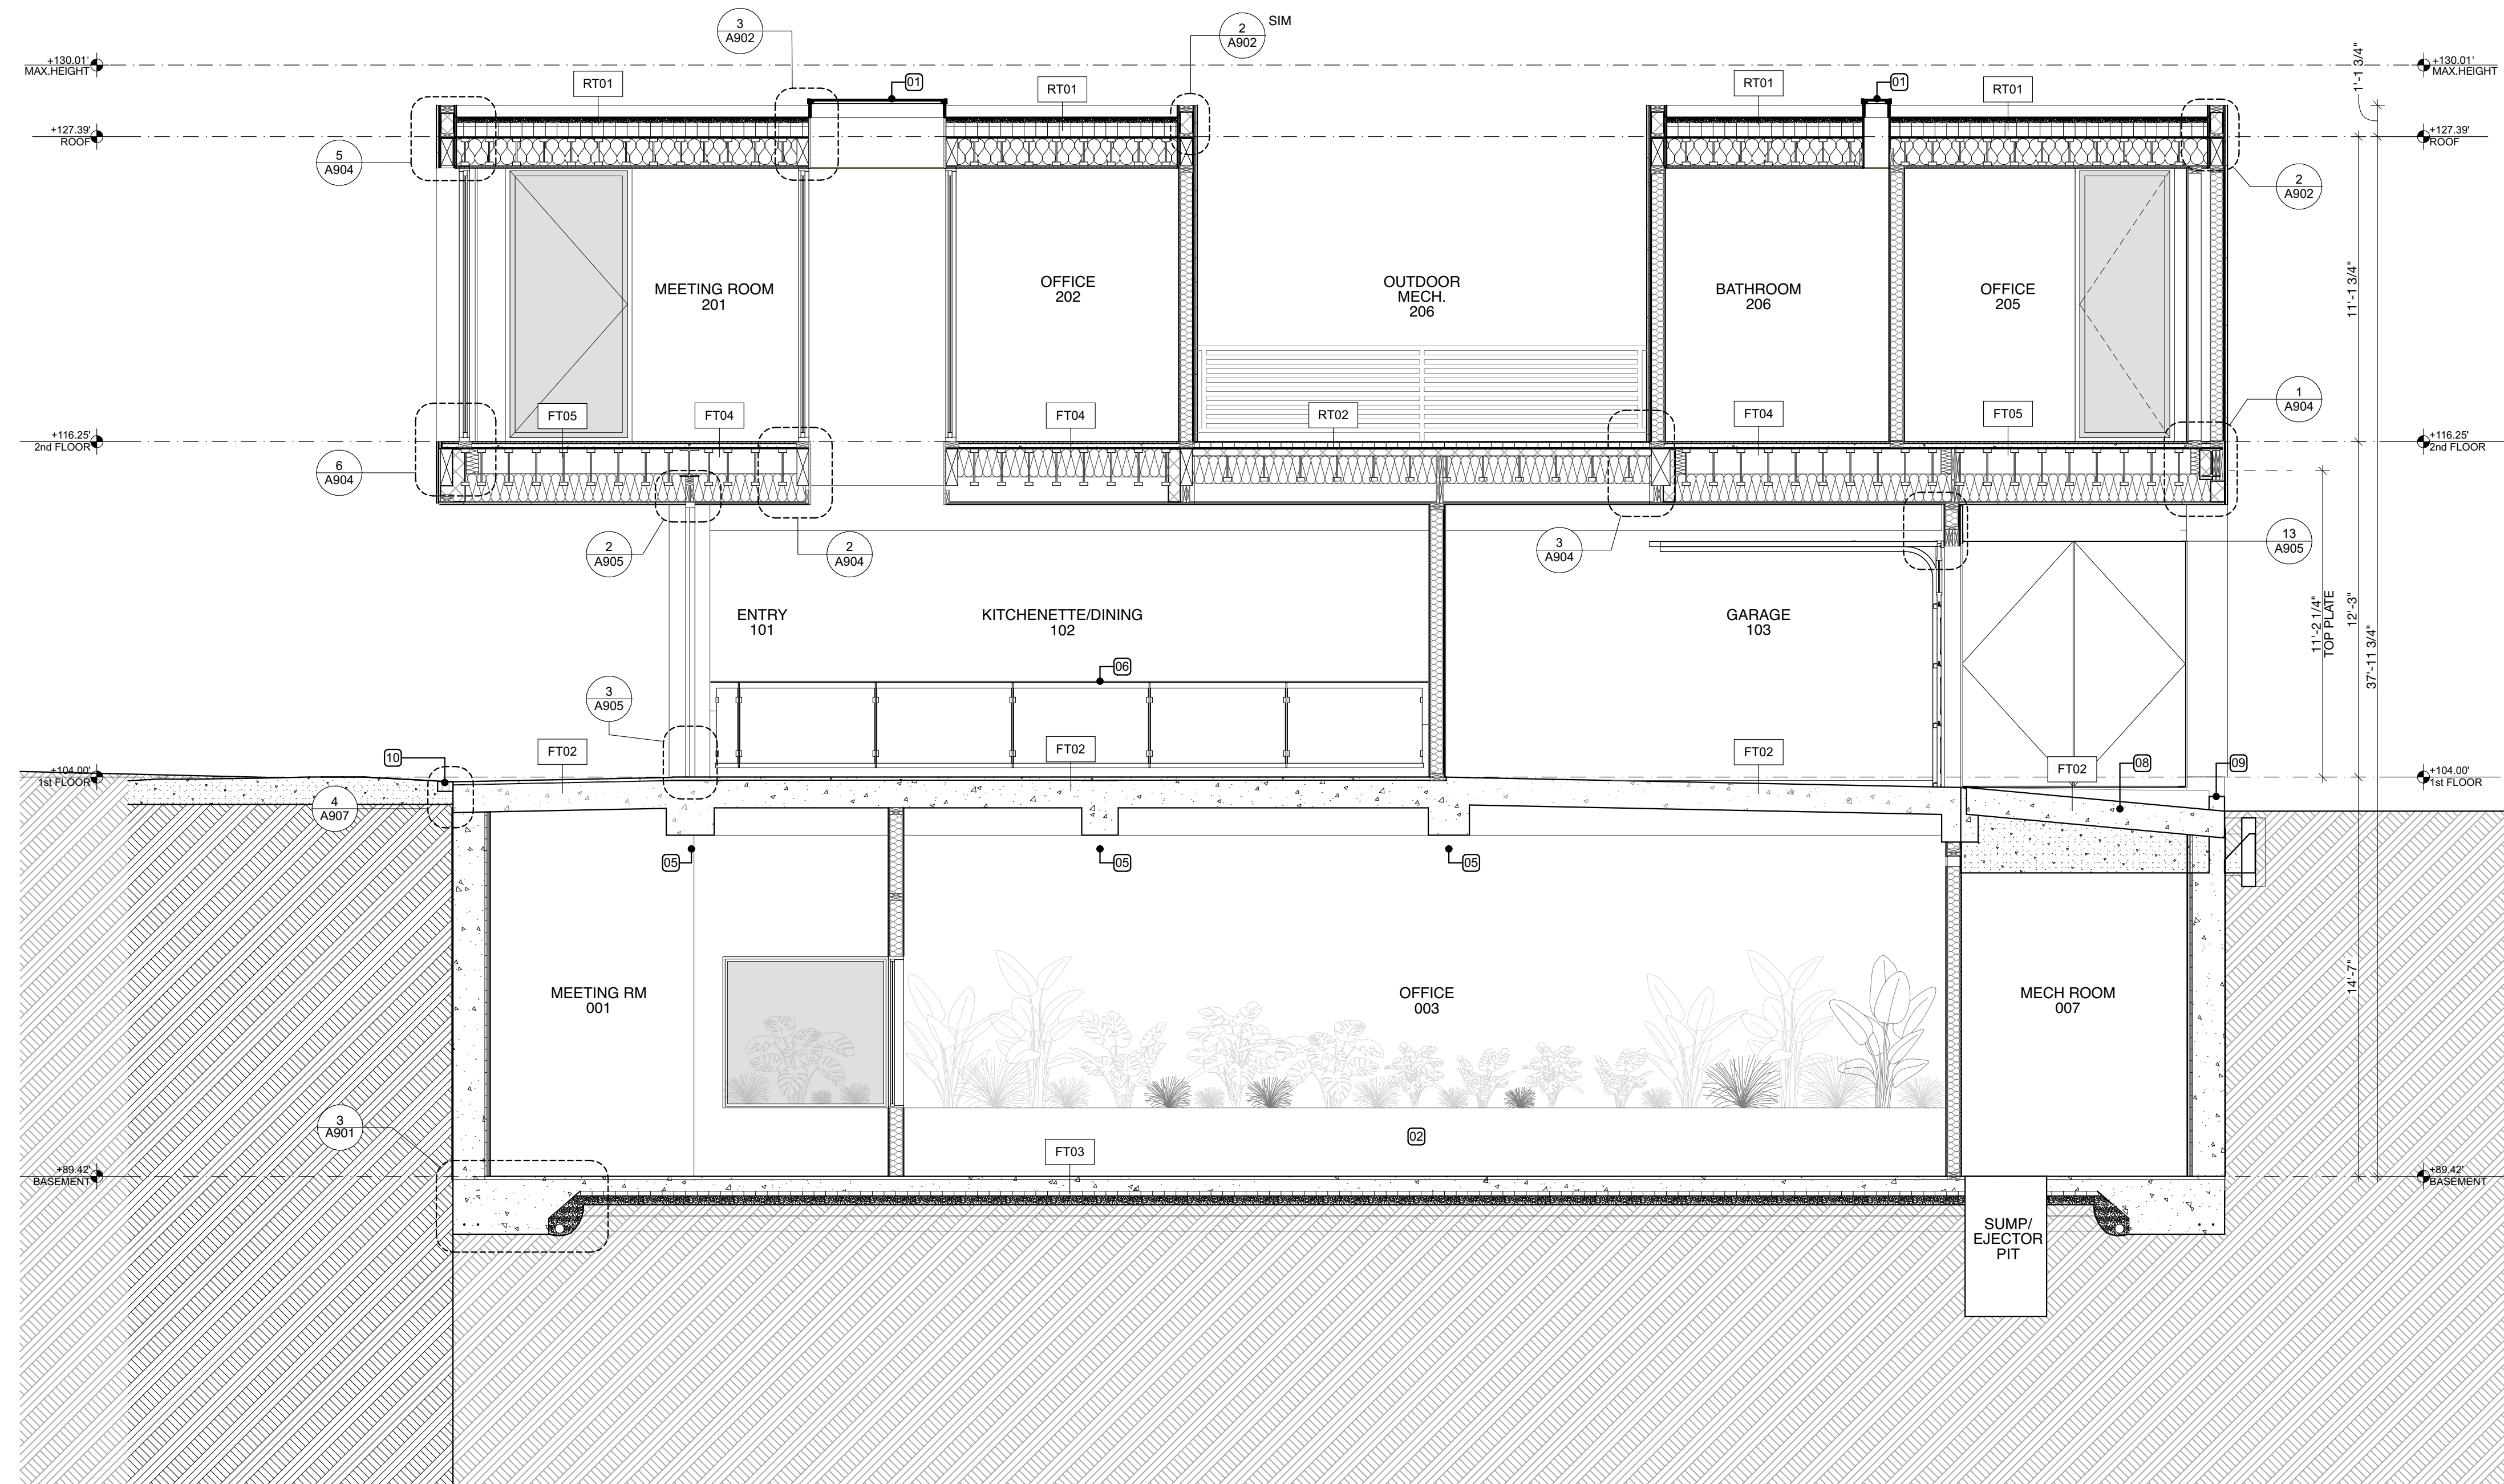 3
A902
2
A902
SIM
+130.01'
MAX.HEIGHT
+130.01'
MAX.HEIGHT
1'-1 3/4"
RT01
01
RT01
RT01
01
RT01
+127.39'
ROOF
+127.39'
ROOF
5
A904
2
A902
MEETING ROOM
201
OFFICE
202
OUTDOOR
MECH.
206
BATHROOM
206
OFFICE
205
11'-1 3/4"
FT05
FT04
FT04
RT02
FT04
FT05
1
A904
+116.25'
2nd FLOOR
+116.25'
2nd FLOOR
6
A904
2
A905
2
A904
3
A904
13
A905
ENTRY
101
KITCHENETTE/DINING
102
GARAGE
103
11'-2 1/4"
TOP PLATE
12'-3"
37'-11 3/4"
06
3
A905
10
FT02
FT02
FT02
FT02
08
09
+104.00'
1st FLOOR
+104.00'
1st FLOOR
4
A907
05
05
05
MEETING RM
001
OFFICE
003
MECH ROOM
007
14'-7"
3
A901
02
FT03
+89.42'
BASEMENT
+89.42'
BASEMENT
SUMP/
EJECTOR
PIT